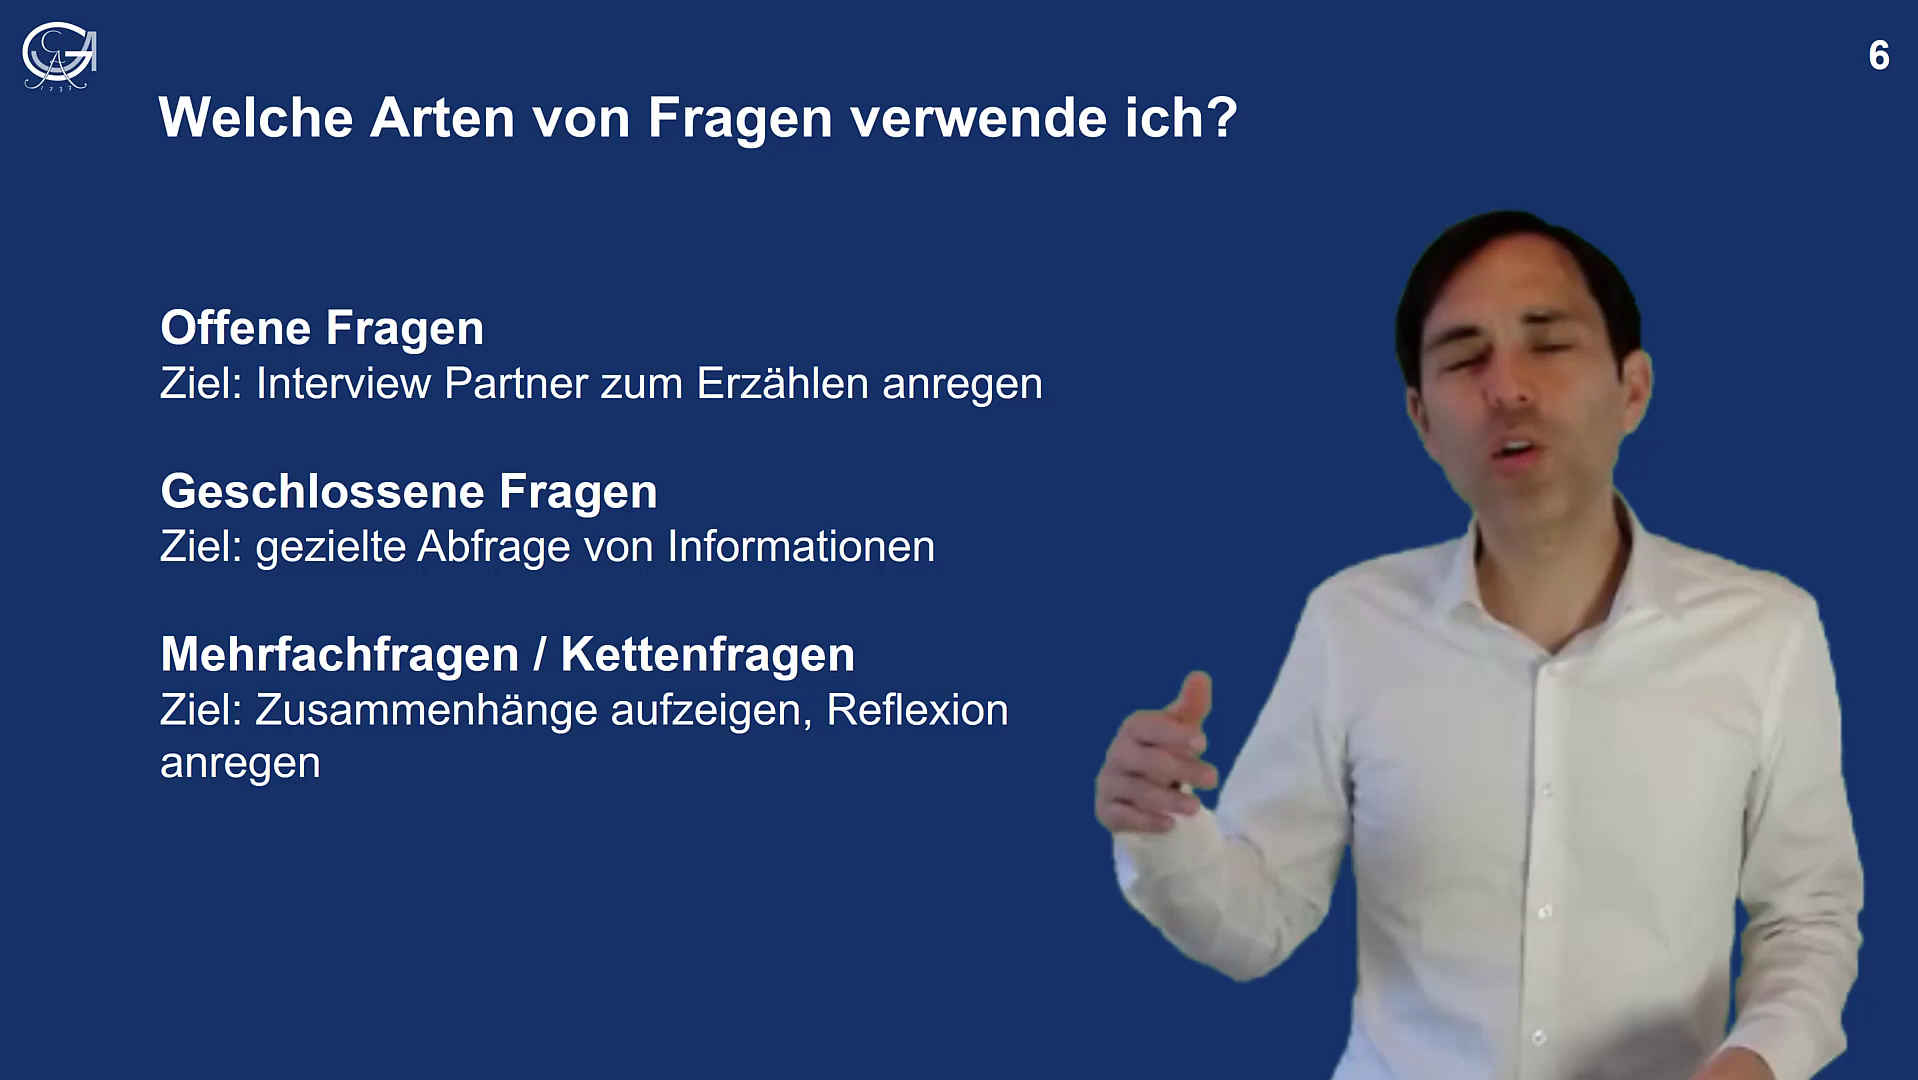 6
Welche Arten von Fragen verwende ich?
Offene Fragen
Ziel: Interview Partner zum Erzählen anregen
Geschlossene Fragen
Ziel: gezielte Abfrage von Informationen
Mehrfachfragen / Kettenfragen
Ziel: Zusammenhänge aufzeigen, Reflexion
anregen